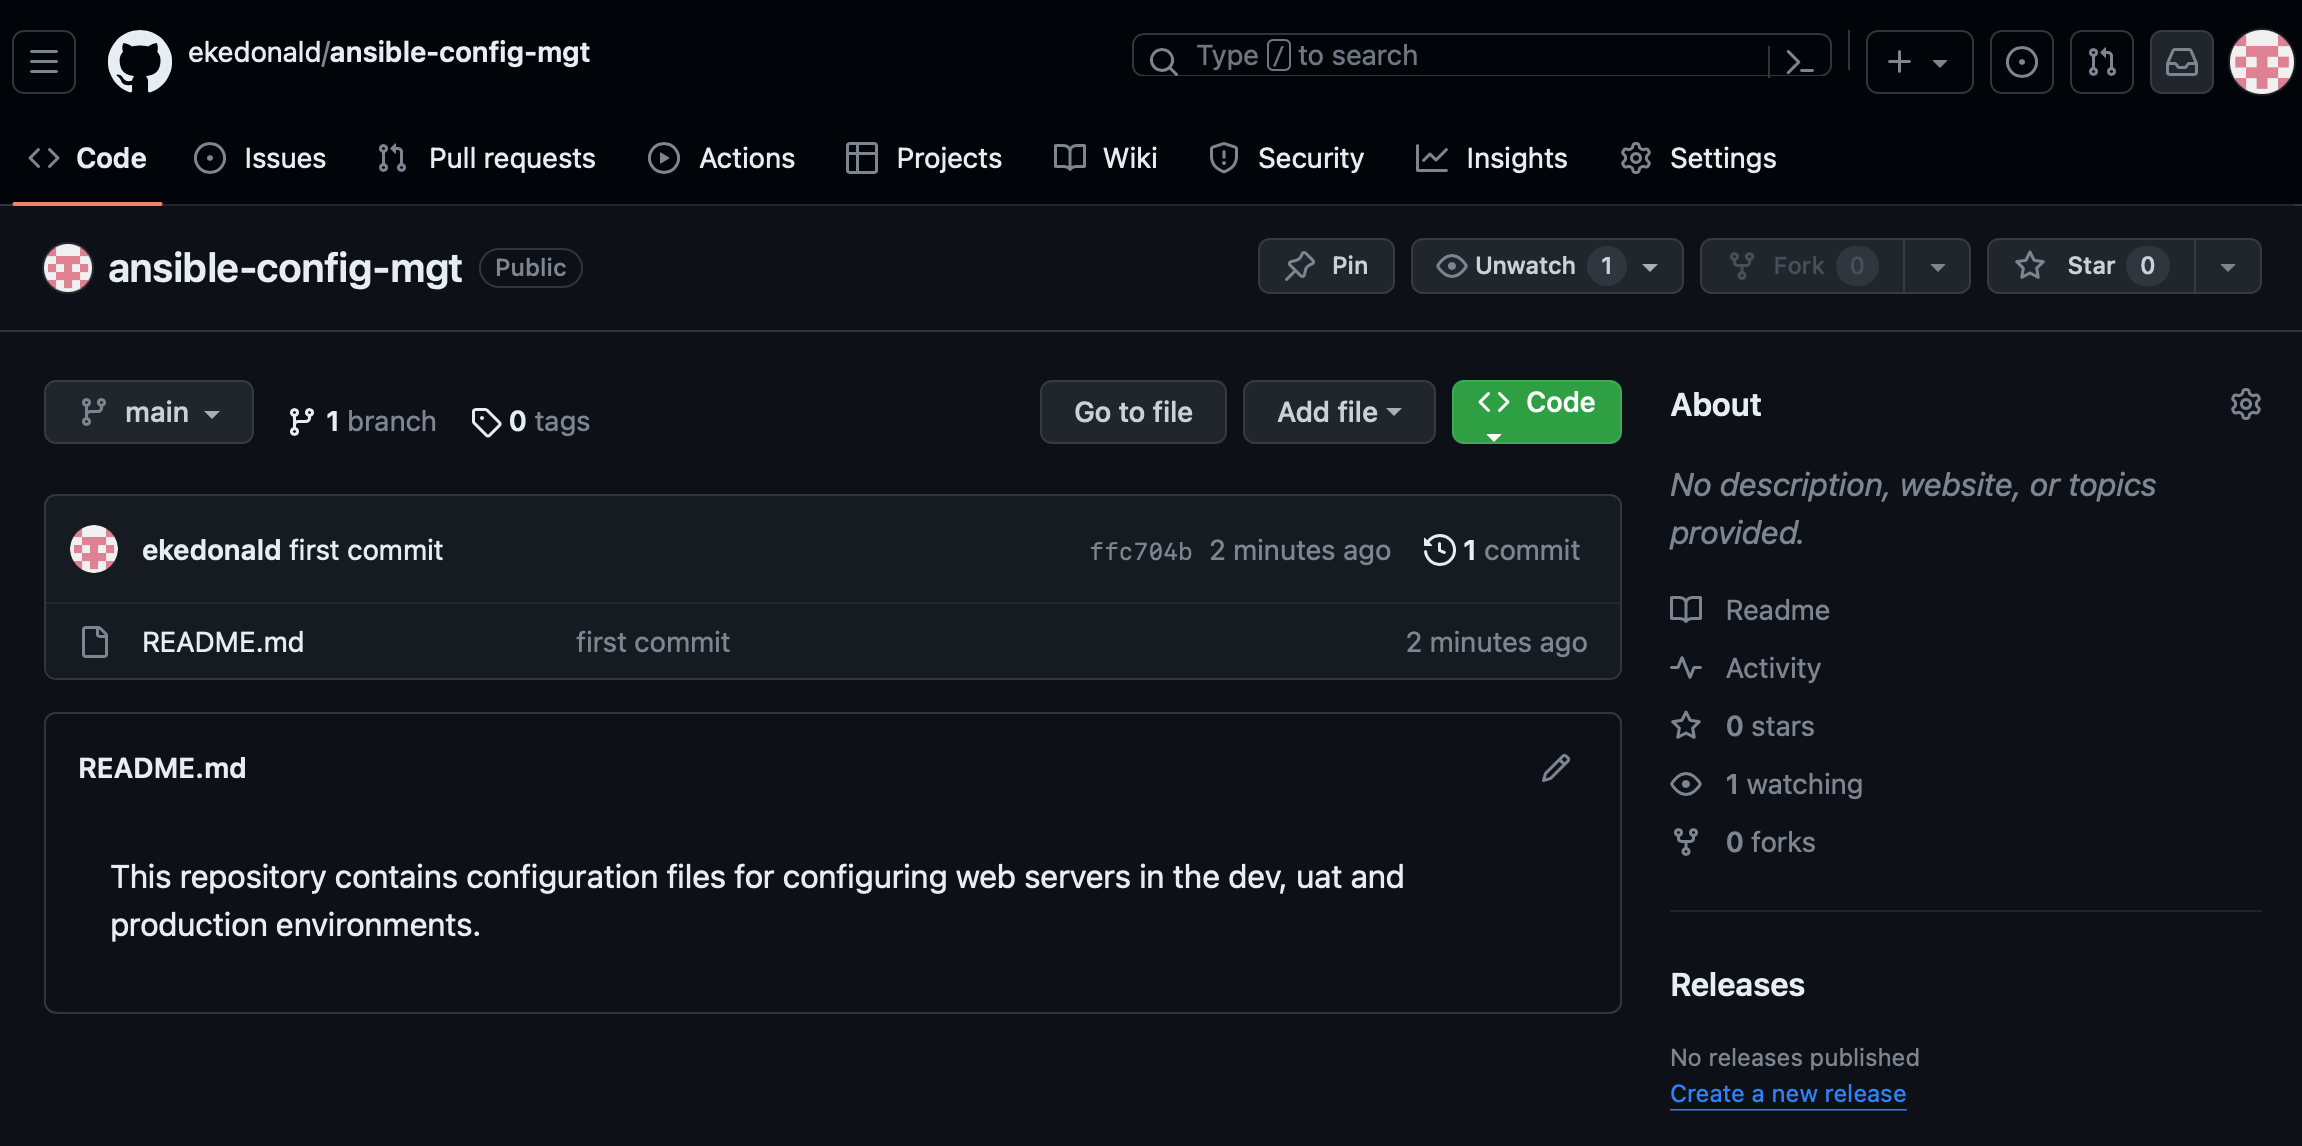 ekedonald/ansible-config-mgt
Type / to search
Code
Issues
Pull requests
Actions
Projects
Wiki
Security
Insights
Settings
ansible-config-mgt Public
Pin
Unwatch 1
Fork 0
Star 0
main
1 branch
0 tags
Go to file
Add file
Code
ekedonald first commit
ffc704b 2 minutes ago
1 commit
README.md
first commit
2 minutes ago
README.md
This repository contains configuration files for configuring web servers in the dev, uat and
production environments.
About
No description, website, or topics
provided.
Readme
Activity
0 stars
1 watching
0 forks
Releases
No releases published
Create a new release